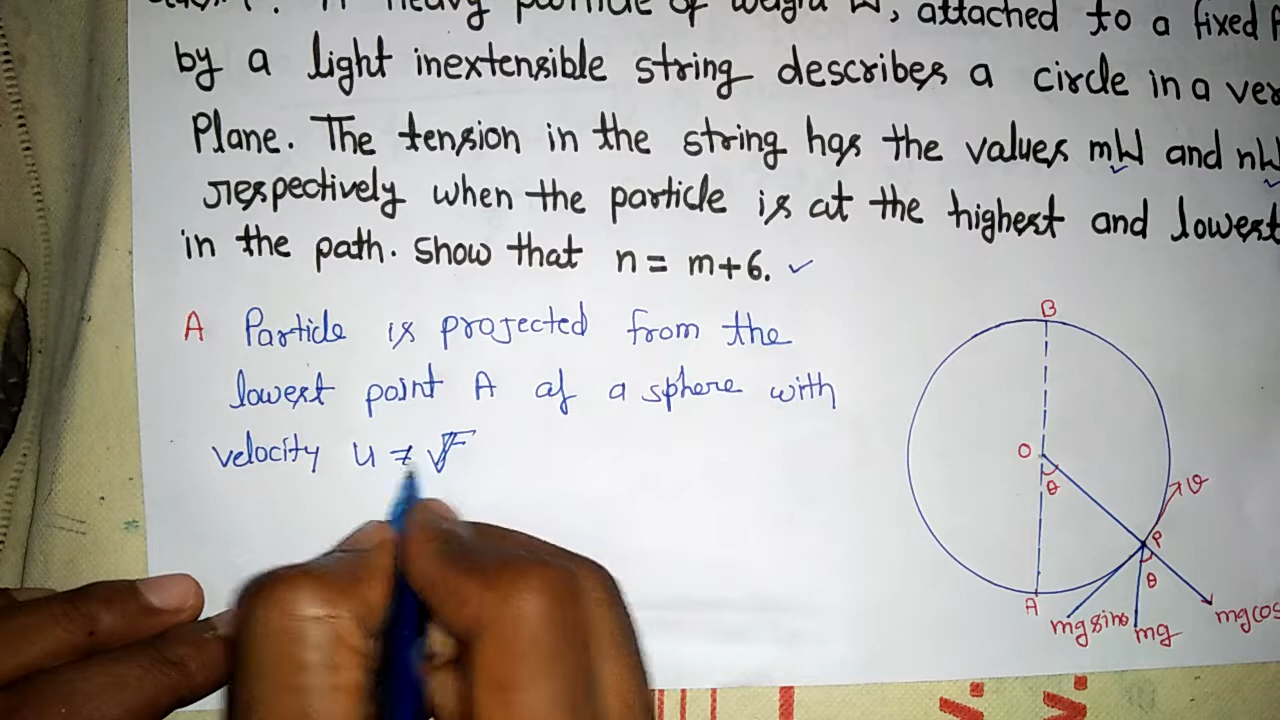 A heavy particle of weight W, attached to a fixed
by a light inextensible string describes a circle in a
Plane. The tension in the string has the values mW and nW
respectively when the particle is at the highest and lowest
in the path. Show that n = m+6.
A Particle is projected from the
lowest point A of a sphere with
velocity u
B
O
θ
v
P
θ
A
mg sinθ
mg